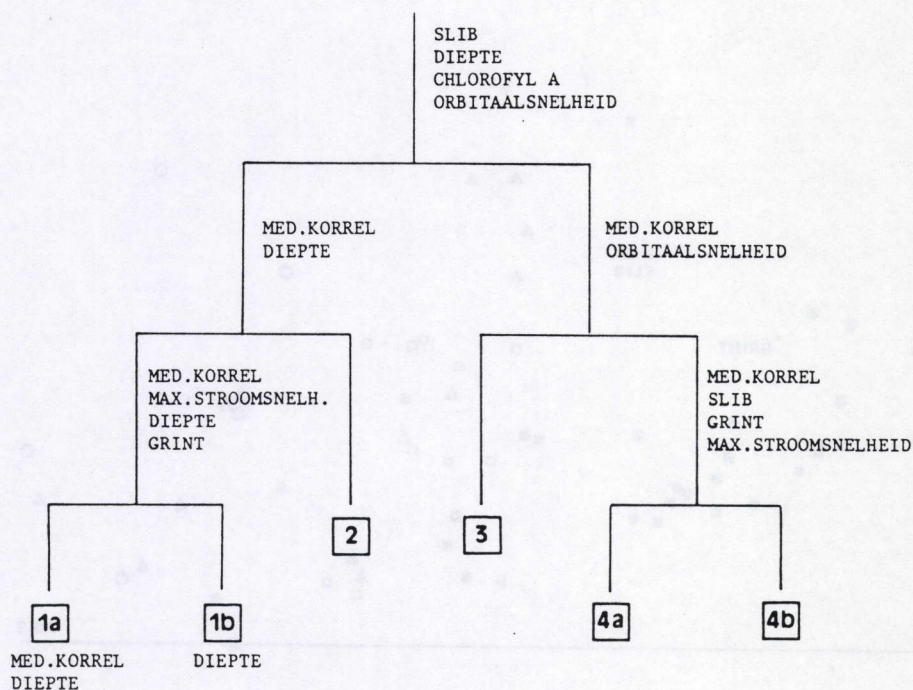 SLIB
DIEPTE
CHLOROFYL A
ORBITAALSNELHEID
MED.KORREL
DIEPTE
MED.KORREL
ORBITAALSNELHEID
MED.KORREL
MAX.STROOMSNELH.
DIEPTE
GRINT
MED.KORREL
SLIB
GRINT
MAX.STROOMSNELHEID
2
3
1a
1b
4a
4b
MED.KORREL
DIEPTE
DIEPTE